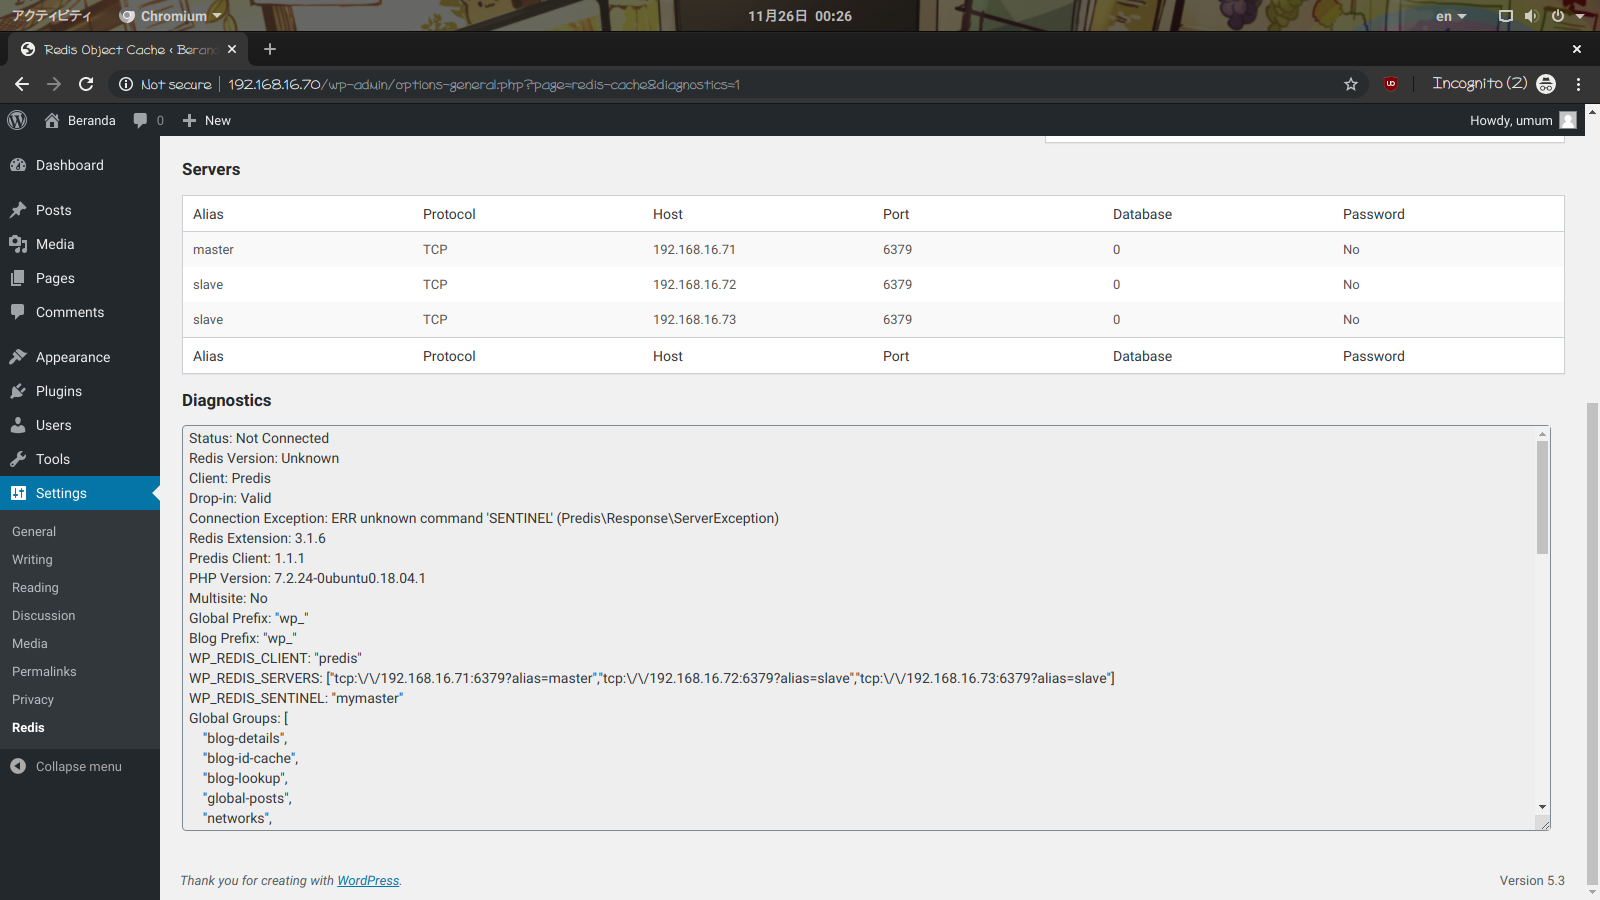 アクティビティ Chromium 11月26日 00:26 en
Redis Object Cache ‹ Beran
Not secure 192.168.16.70/wp-admin/options-general.php?page=redis-cache&diagnostics=1 Incognito (2)
Beranda 0 New Howdy, umum
Dashboard
Posts
Media
Pages
Comments
Appearance
Plugins
Users
Tools
Settings
General
Writing
Reading
Discussion
Media
Permalinks
Privacy
Redis
Collapse menu
Servers
Alias Protocol Host Port Database Password
master TCP 192.168.16.71 6379 0 No
slave TCP 192.168.16.72 6379 0 No
slave TCP 192.168.16.73 6379 0 No
Alias Protocol Host Port Database Password
Diagnostics
Status: Not Connected
Redis Version: Unknown
Client: Predis
Drop-in: Valid
Connection Exception: ERR unknown command 'SENTINEL' (Predis\Response\ServerException)
Redis Extension: 3.1.6
Predis Client: 1.1.1
PHP Version: 7.2.24-0ubuntu0.18.04.1
Multisite: No
Global Prefix: "wp_"
Blog Prefix: "wp_"
WP_REDIS_CLIENT: "predis"
WP_REDIS_SERVERS: ["tcp:\/\/192.168.16.71:6379?alias=master","tcp:\/\/192.168.16.72:6379?alias=slave","tcp:\/\/192.168.16.73:6379?alias=slave"]
WP_REDIS_SENTINEL: "mymaster"
Global Groups: [
"blog-details",
"blog-id-cache",
"blog-lookup",
"global-posts",
"networks",
Thank you for creating with WordPress. Version 5.3